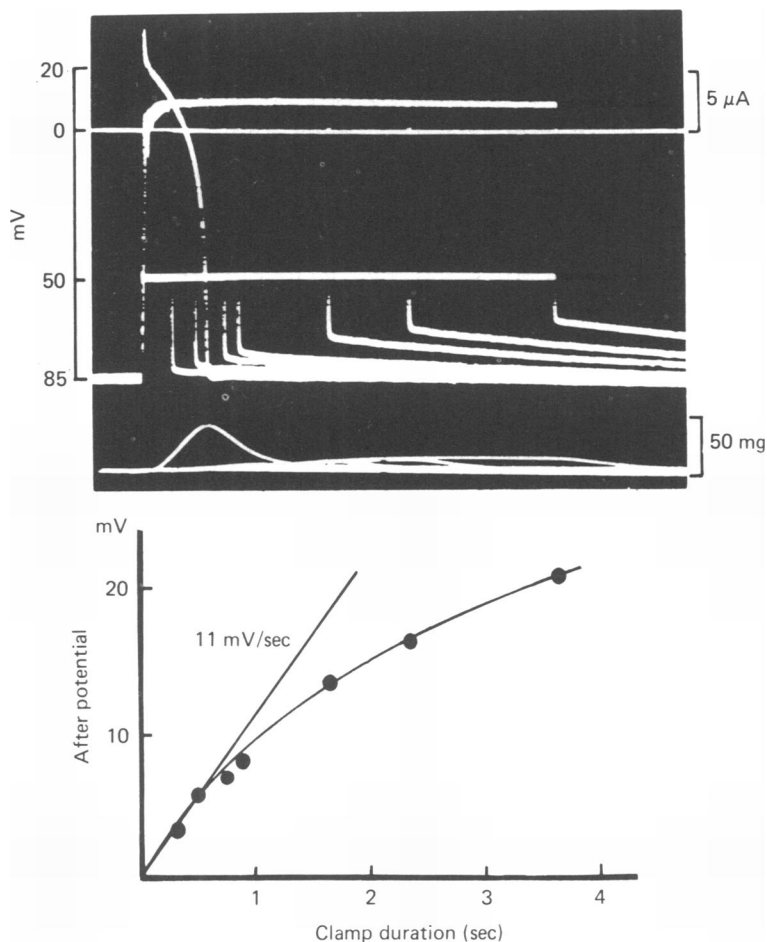 20
0
mV
50
85
5 μA
50 mg
mV
20
10
After potential
11 mV/sec
1
2
3
4
Clamp duration (sec)